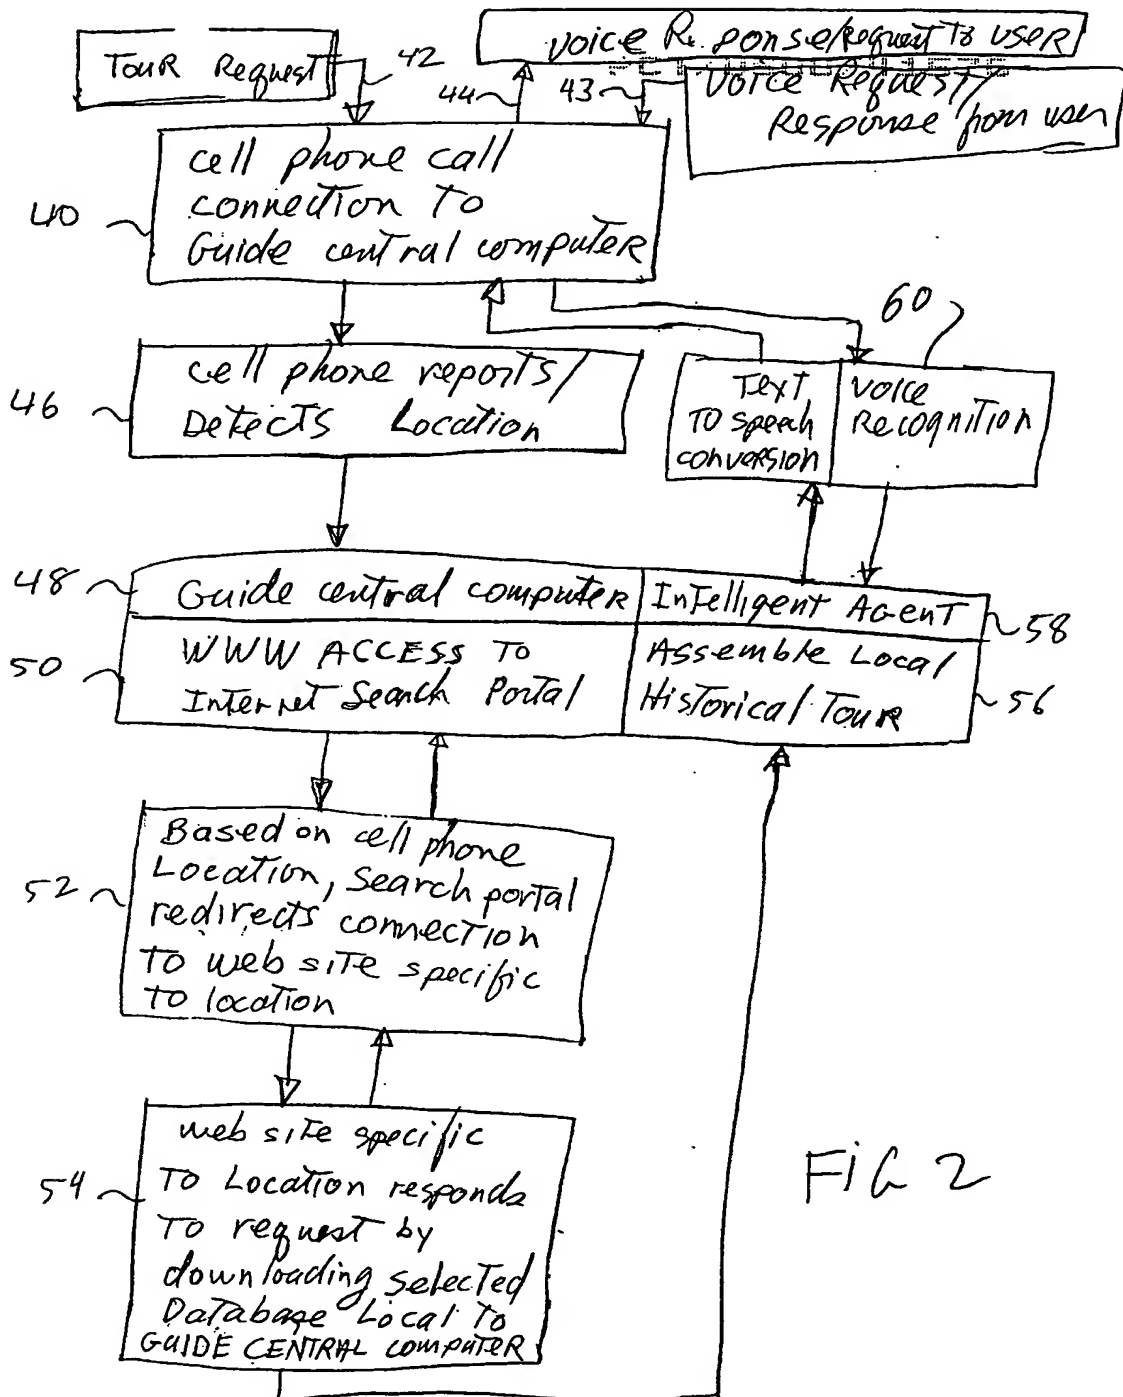 TOUR Request
42
voice Response/Request To user
44
43
Voice Request/
Response from user
40
cell phone call
connection To
Guide central computer
60
46
cell phone reports/
Detects Location
Text
To speech
conversion
Voice
Recognition
48
Guide central computer
Intelligent Agent
58
50
WWW ACCESS To
Internet Search Portal
Assemble Local
Historical Tour
56
52
Based on cell phone
Location, Search portal
redirects connection
To web site specific
To location
54
web site specific
To Location responds
To request by
downloading selected
Database Local To
GUIDE CENTRAL computer
FiG 2